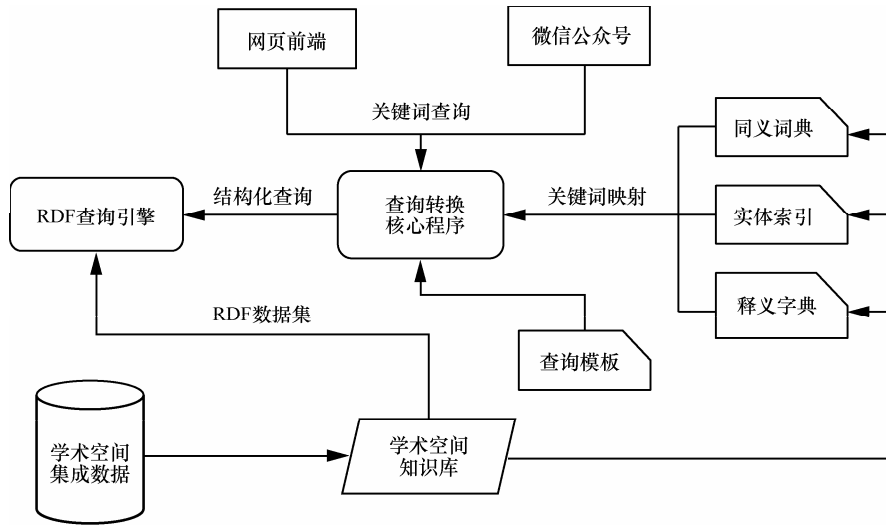 网页前端
微信公众号
关键词查询
同义词典
RDF查询引擎
结构化查询
查询转换
核心程序
关键词映射
实体索引
释义字典
RDF数据集
查询模板
学术空间
集成数据
学术空间
知识库